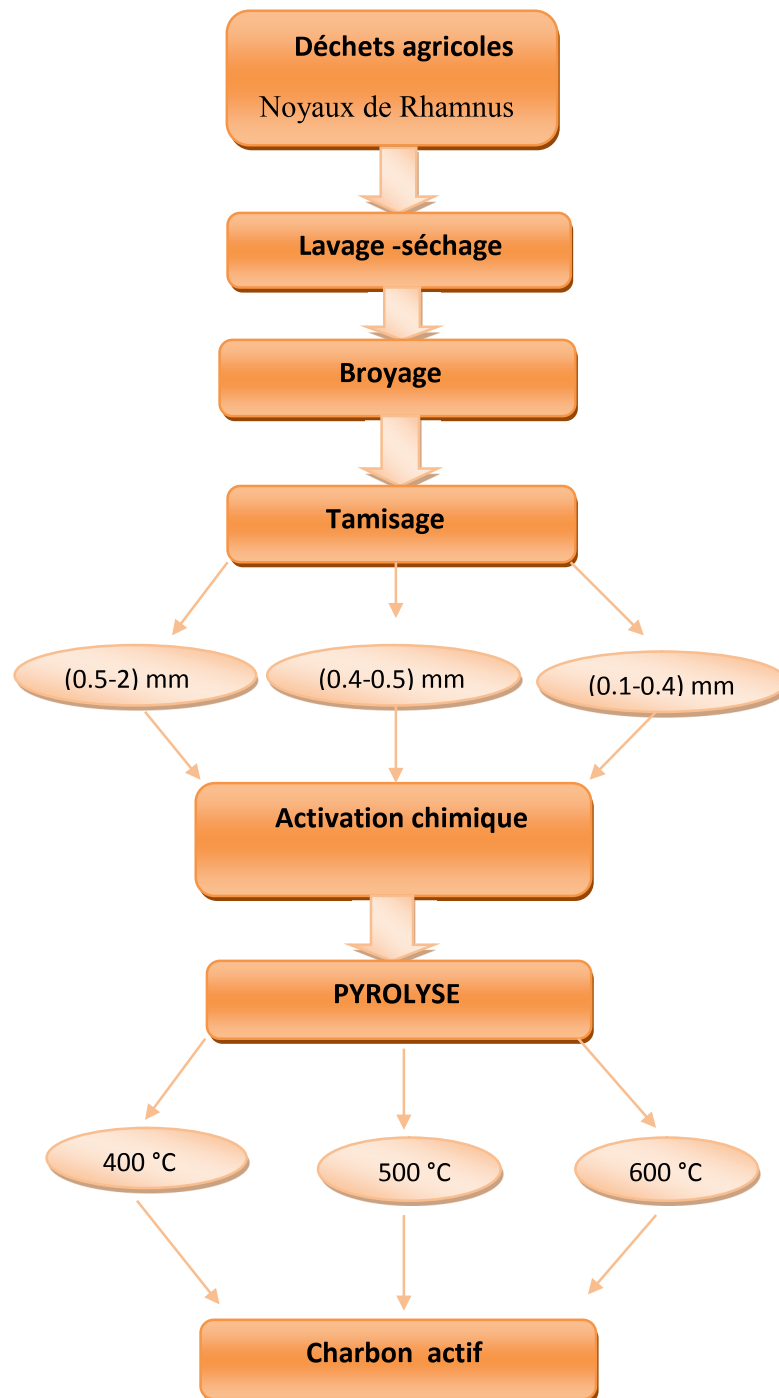 Déchets agricoles
Noyaux de Rhamnus
Lavage -séchage
Broyage
Tamisage
(0.5-2) mm
(0.4-0.5) mm
(0.1-0.4) mm
Activation chimique
PYROLYSE
400 °C
500 °C
600 °C
Charbon actif